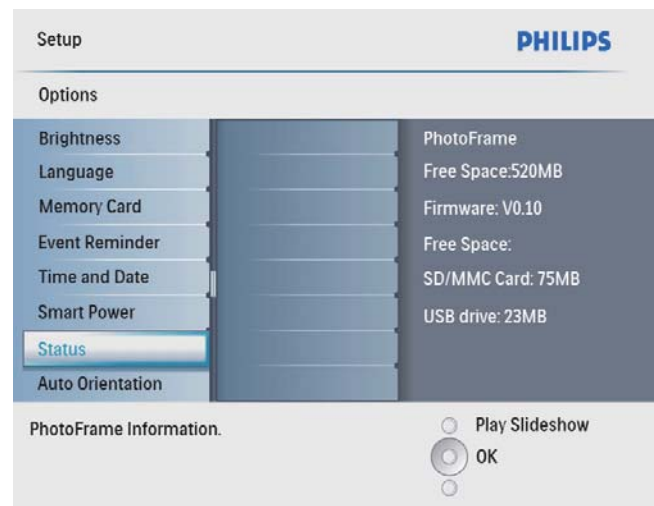 Setup
PHILIPS
Options
Brightness
Language
Memory Card
Event Reminder
Time and Date
Smart Power
Status
Auto Orientation
PhotoFrame
Free Space:520MB
Firmware: V0.10
Free Space:
SD/MMC Card: 75MB
USB drive: 23MB
PhotoFrame Information.
Play Slideshow
OK